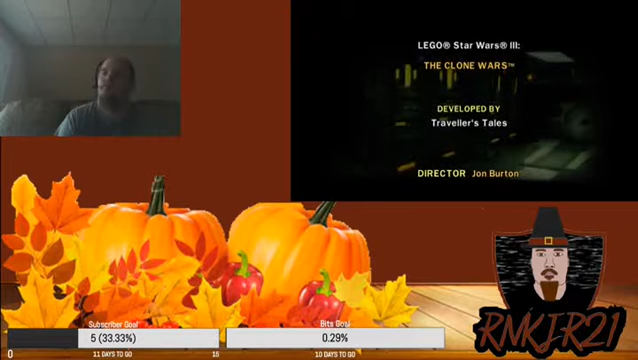 LEGO® Star Wars® III:
THE CLONE WARS™
DEVELOPED BY
Traveller's Tales
DIRECTOR Jon Burton
RNKJR21
Subscriber Goal
Bits Goal
5 (33.33%)
0.29%
0
11 DAYS TO GO
15
10 DAYS TO GO